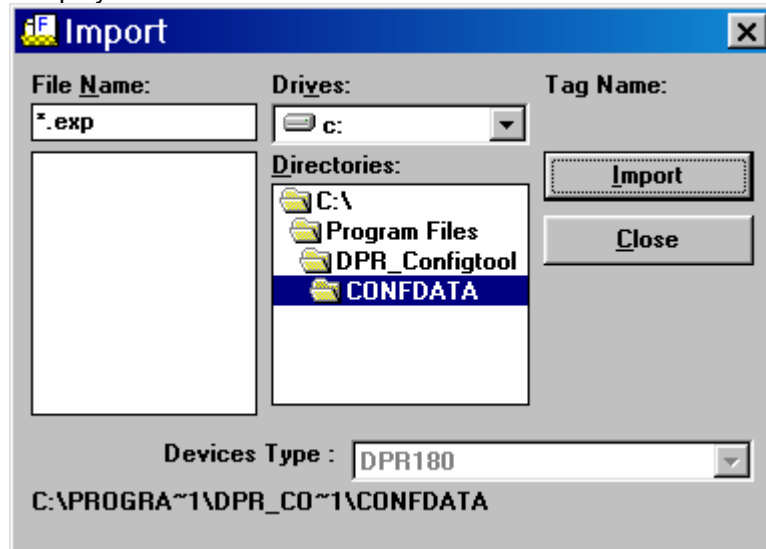 Import
File Name:
*.exp
Drives:
c:
Directories:
C:\
Program Files
DPR_Configtool
CONFDATA
Tag Name:
Import
Close
Devices Type :
DPR180
C:\PROGRA~1\DPR_CO~1\CONFDATA